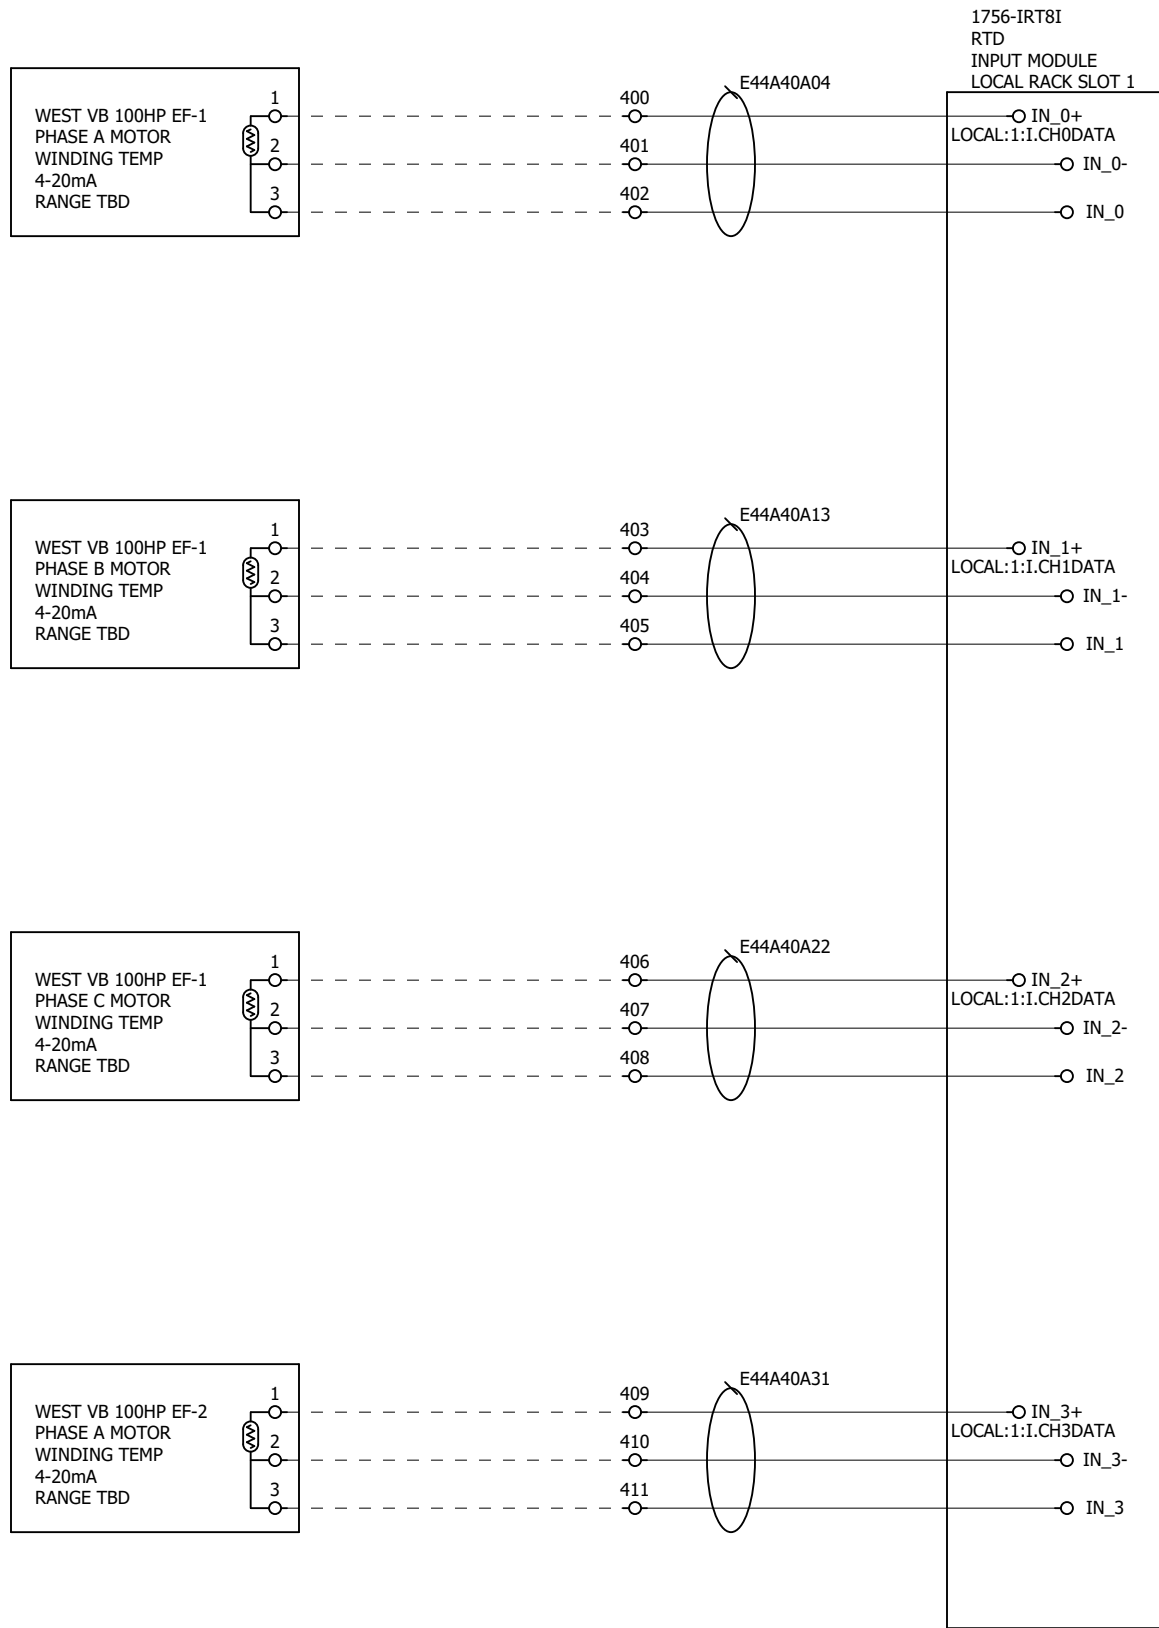 1756-IRT8I
RTD
INPUT MODULE
LOCAL RACK SLOT 1
WEST VB 100HP EF-1
PHASE A MOTOR
WINDING TEMP
4-20mA
RANGE TBD
1
2
3
400
401
402
E44A40A04
IN_0+
LOCAL:1:I.CH0DATA
IN_0-
IN_0
WEST VB 100HP EF-1
PHASE B MOTOR
WINDING TEMP
4-20mA
RANGE TBD
1
2
3
403
404
405
E44A40A13
IN_1+
LOCAL:1:I.CH1DATA
IN_1-
IN_1
WEST VB 100HP EF-1
PHASE C MOTOR
WINDING TEMP
4-20mA
RANGE TBD
1
2
3
406
407
408
E44A40A22
IN_2+
LOCAL:1:I.CH2DATA
IN_2-
IN_2
WEST VB 100HP EF-2
PHASE A MOTOR
WINDING TEMP
4-20mA
RANGE TBD
1
2
3
409
410
411
E44A40A31
IN_3+
LOCAL:1:I.CH3DATA
IN_3-
IN_3